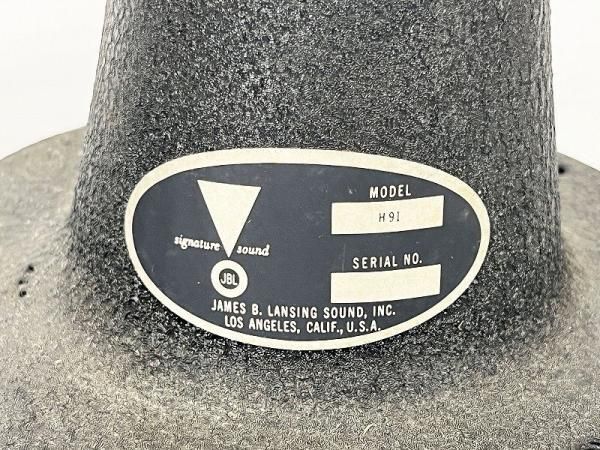 MODEL
H91
signature sound
SERIAL NO.
JBL
JAMES B. LANSING SOUND, INC.
LOS ANGELES, CALIF., U.S.A.